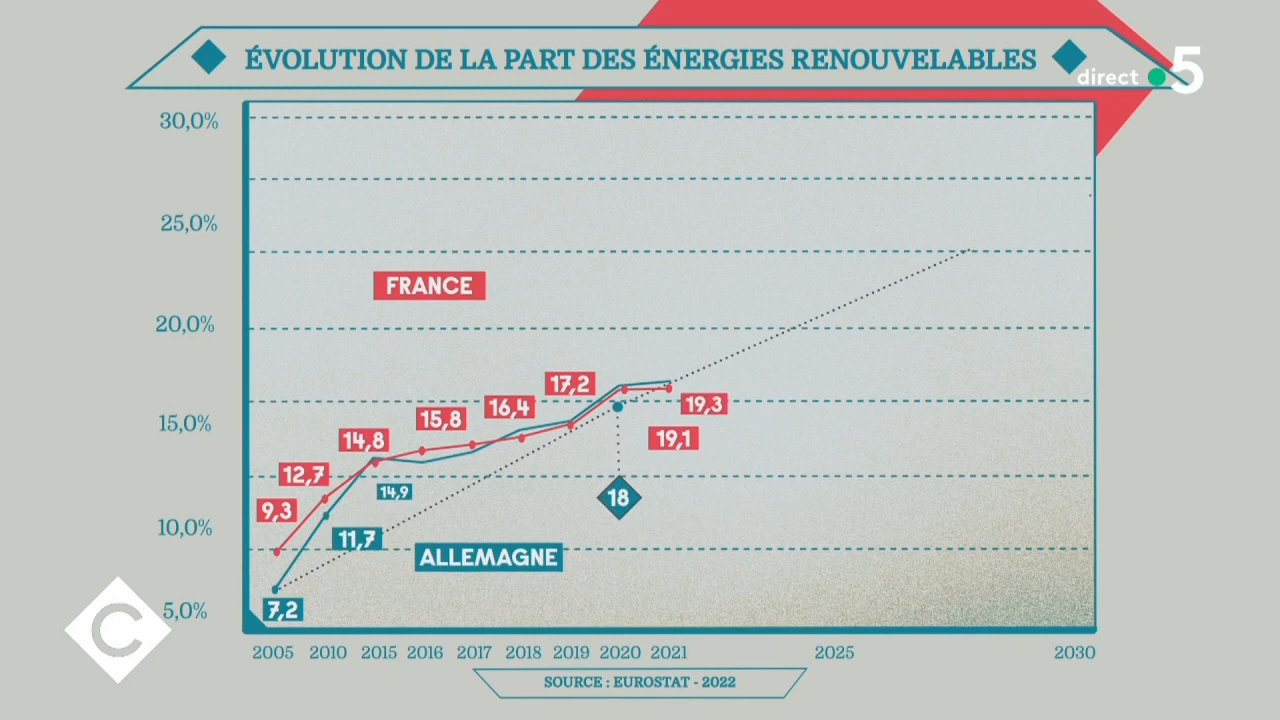 ÉVOLUTION DE LA PART DES ÉNERGIES RENOUVELABLES
direct 5
30,0%
25,0%
20,0%
15,0%
10,0%
5,0%
FRANCE
9,3
12,7
14,8
15,8
16,4
17,2
19,3
19,1
14,9
18
11,7
ALLEMAGNE
7,2
C
2005 2010 2015 2016 2017 2018 2019 2020 2021 2025 2030
SOURCE : EUROSTAT - 2022